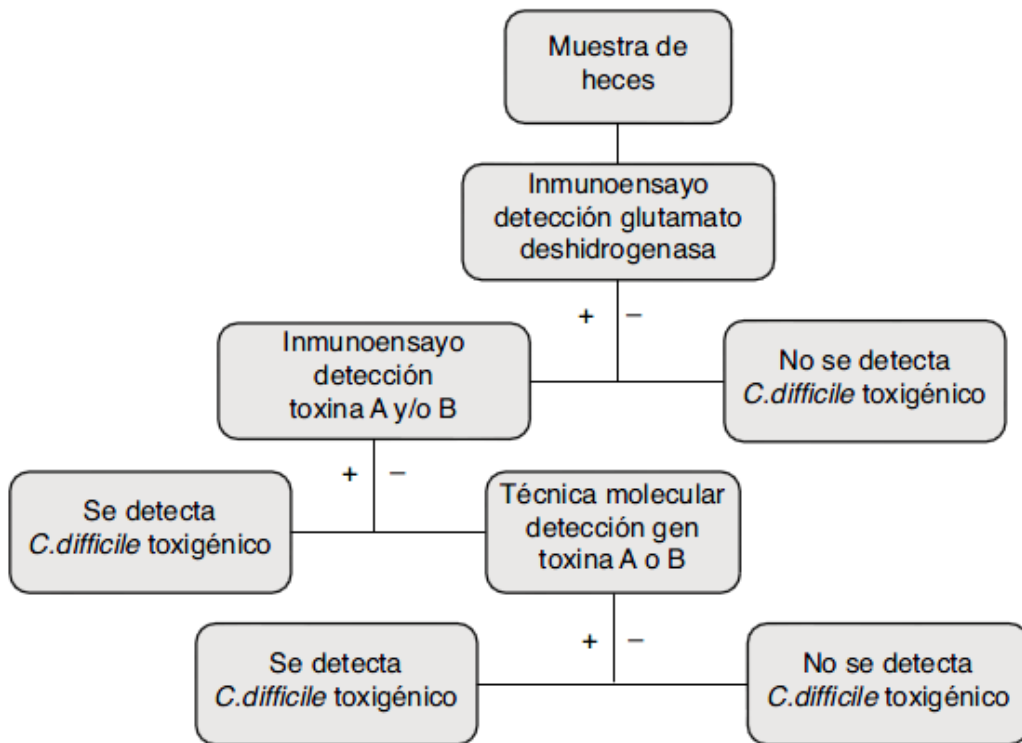 Muestra de
heces
Inmunoensayo
detección glutamato
deshidrogenasa
+ −
Inmunoensayo
detección
toxina A y/o B
No se detecta
C.difficile toxigénico
+ −
Se detecta
C.difficile toxigénico
Técnica molecular
detección gen
toxina A o B
+ −
Se detecta
C.difficile toxigénico
No se detecta
C.difficile toxigénico